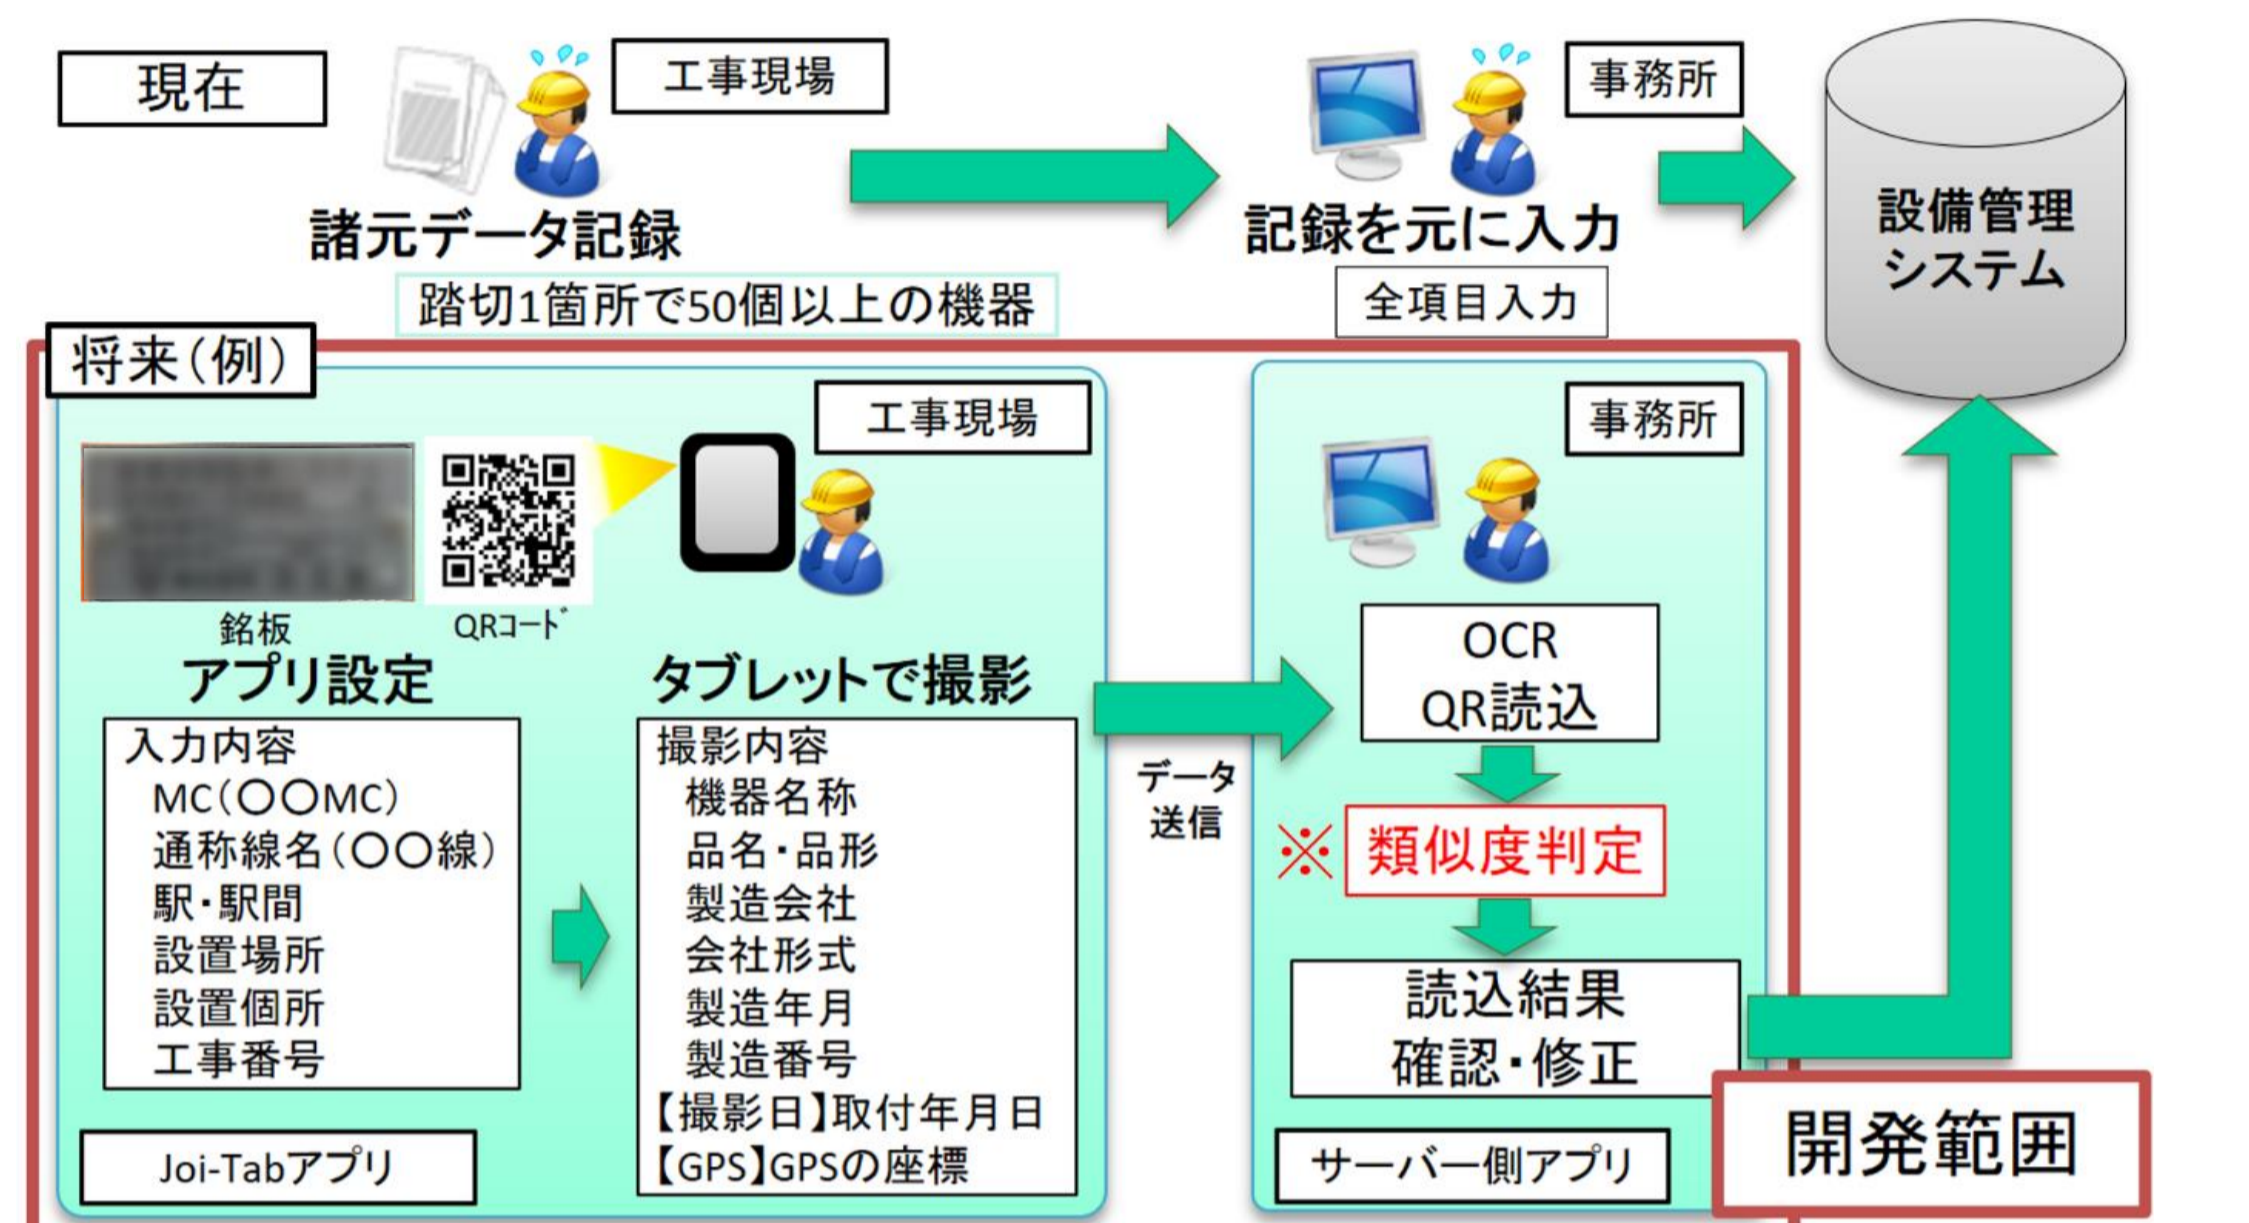 現在
工事現場
事務所
諸元データ記録
記録を元に入力
設備管理
システム
踏切1箇所で50個以上の機器
全項目入力
将来(例)
工事現場
銘板
QRコード
アプリ設定
タブレットで撮影
入力内容
MC(〇〇MC)
通称線名(〇〇線)
駅・駅間
設置場所
設置個所
工事番号
撮影内容
機器名称
品名・品形
製造会社
会社形式
製造年月
製造番号
【撮影日】取付年月日
【GPS】GPSの座標
Joi-Tabアプリ
データ
送信
事務所
OCR
QR読込
※ 類似度判定
読込結果
確認・修正
サーバー側アプリ
開発範囲